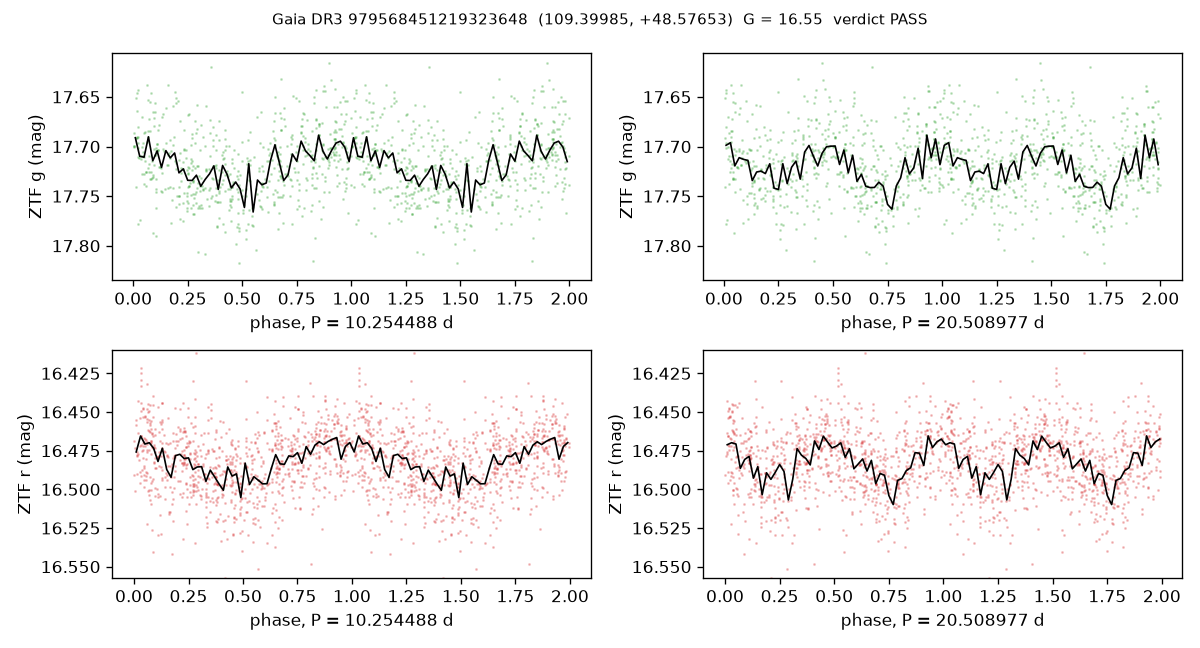 Gaia DR3 979568451219323648 (109.39985, +48.57653) G = 16.55 verdict PASS
ZTF g (mag)
17.65
17.70
17.75
17.80
0.00 0.25 0.50 0.75 1.00 1.25 1.50 1.75 2.00
phase, P = 10.254488 d
ZTF g (mag)
17.65
17.70
17.75
17.80
0.00 0.25 0.50 0.75 1.00 1.25 1.50 1.75 2.00
phase, P = 20.508977 d
ZTF r (mag)
16.425
16.450
16.475
16.500
16.525
16.550
0.00 0.25 0.50 0.75 1.00 1.25 1.50 1.75 2.00
phase, P = 10.254488 d
ZTF r (mag)
16.425
16.450
16.475
16.500
16.525
16.550
0.00 0.25 0.50 0.75 1.00 1.25 1.50 1.75 2.00
phase, P = 20.508977 d